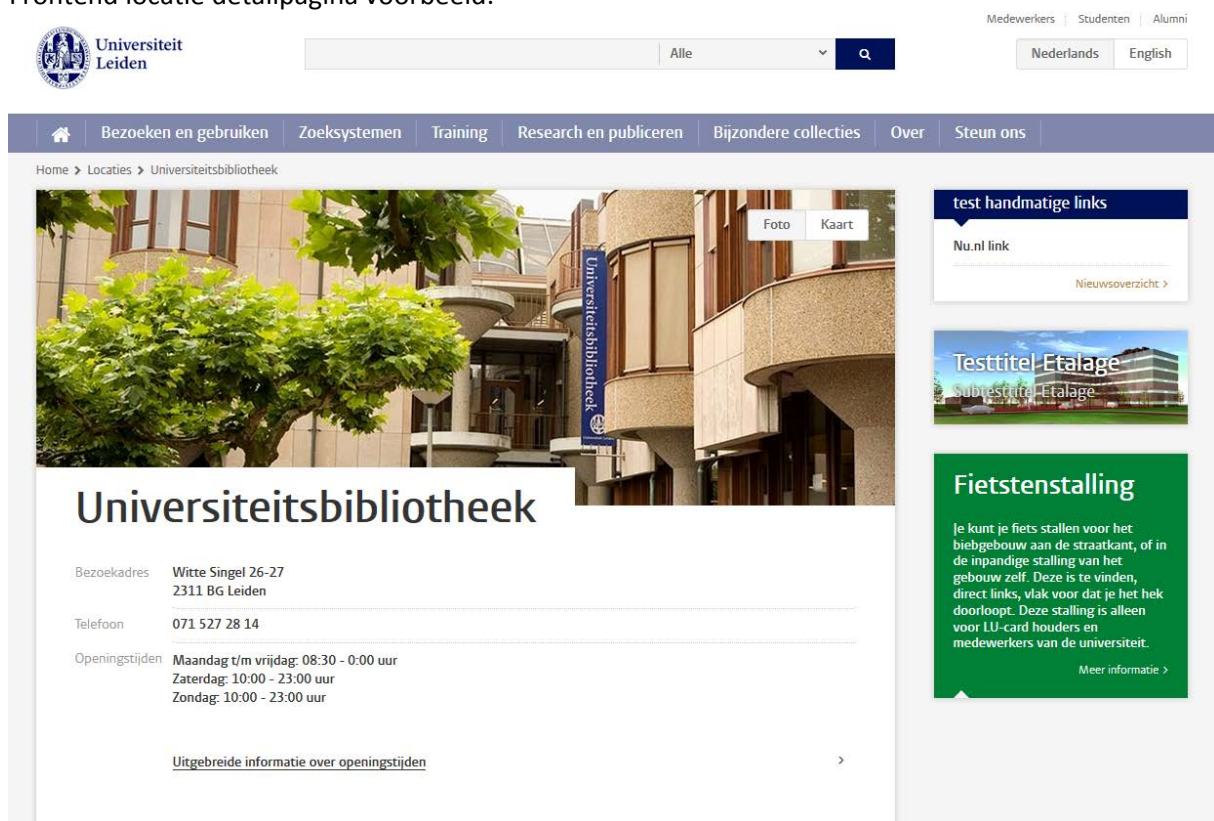 Frontend locatie detailpagina voorbeeld:
Medewerkers Studenten Alumni
Universiteit
Leiden
Alle
Nederlands English
Bezoeken en gebruiken Zoeksystemen Training Research en publiceren Bijzondere collecties Over Steun ons
Home > Locaties > Universiteitsbibliotheek
Foto Kaart
Universiteitsbibliotheek
Universiteitsbibliotheek
Bezoekadres Witte Singel 26-27
2311 BG Leiden
Telefoon 071 527 28 14
Openingstijden Maandag t/m vrijdag: 08:30 - 0:00 uur
Zaterdag: 10:00 - 23:00 uur
Zondag: 10:00 - 23:00 uur
Uitgebreide informatie over openingstijden >
test handmatige links
Nu.nl link
Nieuwsoverzicht >
Testtitel Etalage
Subtesttitel Etalage
Fietstenstalling
Je kunt je fiets stallen voor het
biebgebouw aan de straatkant, of in
de inpandige stalling van het
gebouw zelf. Deze is te vinden,
direct links, vlak voor dat je het hek
doorloopt. Deze stalling is alleen
voor LU-card houders en
medewerkers van de universiteit.
Meer informatie >